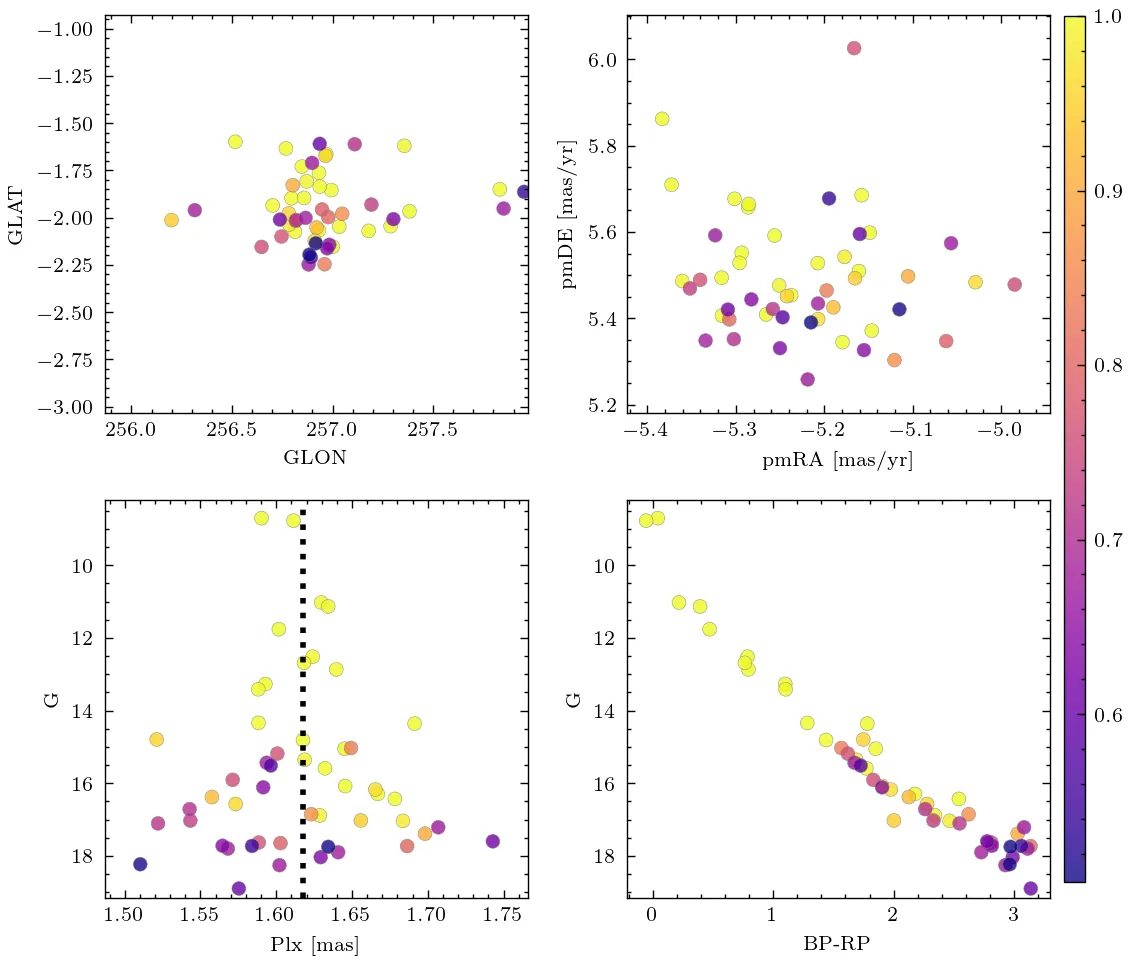 −1.00
−1.25
−1.50
−1.75
−2.00
−2.25
−2.50
−2.75
−3.00
GLAT
256.0 256.5 257.0 257.5
GLON
6.0
5.8
5.6
5.4
5.2
pmDE [mas/yr]
−5.4 −5.3 −5.2 −5.1 −5.0
pmRA [mas/yr]
1.0
0.9
0.8
0.7
0.6
10
12
14
16
18
G
1.50 1.55 1.60 1.65 1.70 1.75
Plx [mas]
10
12
14
16
18
G
0 1 2 3
BP-RP